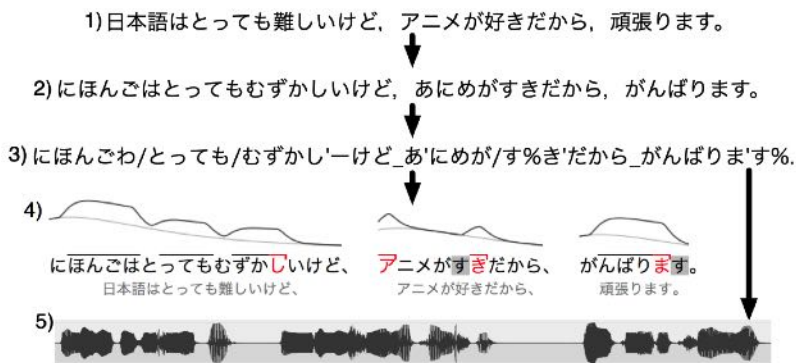 1)日本語はとっても難しいけど，アニメが好きだから，頑張ります。
2)にほんごはとってもむずかしいけど，あにめがすきだから，がんばります。
3)にほんごわ/とっても/むずかし'ーけど_あ'にめが/す%き'だから_がんばりま'す%.
4)
にほんごはとってもむずかしいけど、 アニメがすきだから、 がんばります。
日本語はとっても難しいけど、 アニメが好きだから、 頑張ります。
5)